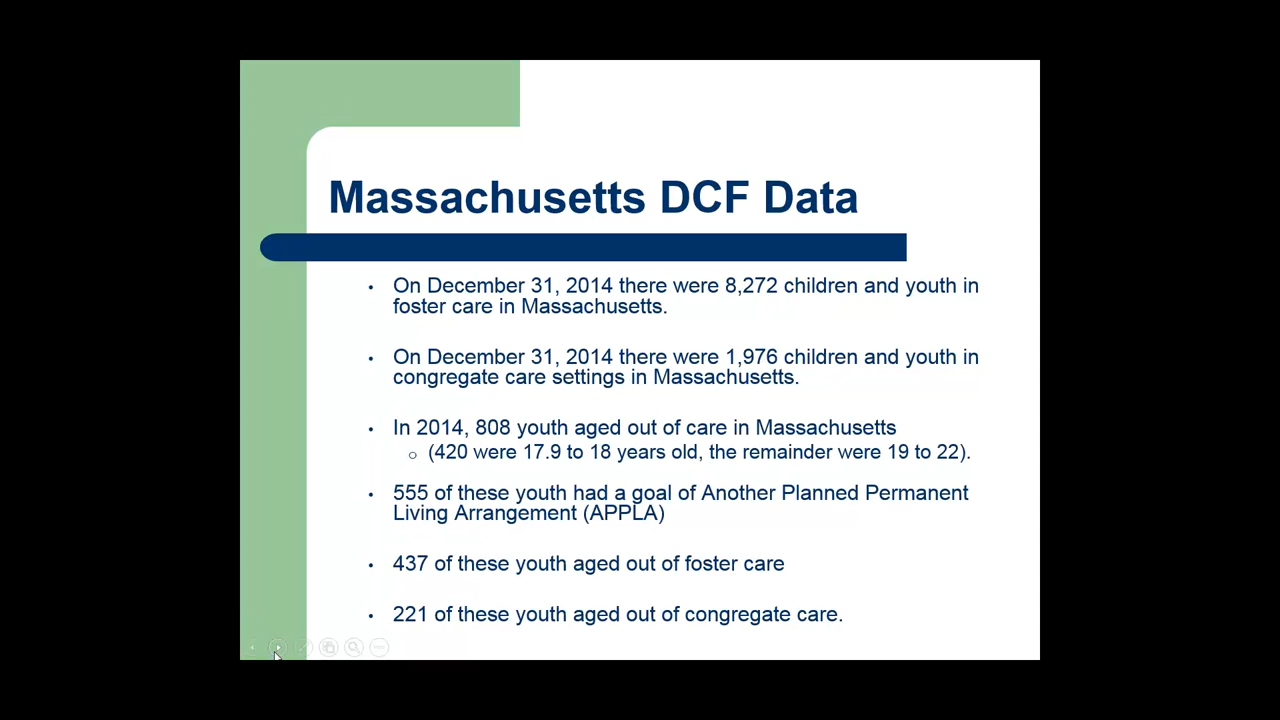 Massachusetts DCF Data
• On December 31, 2014 there were 8,272 children and youth in
foster care in Massachusetts.
• On December 31, 2014 there were 1,976 children and youth in
congregate care settings in Massachusetts.
• In 2014, 808 youth aged out of care in Massachusetts
○ (420 were 17.9 to 18 years old, the remainder were 19 to 22).
• 555 of these youth had a goal of Another Planned Permanent
Living Arrangement (APPLA)
• 437 of these youth aged out of foster care
• 221 of these youth aged out of congregate care.